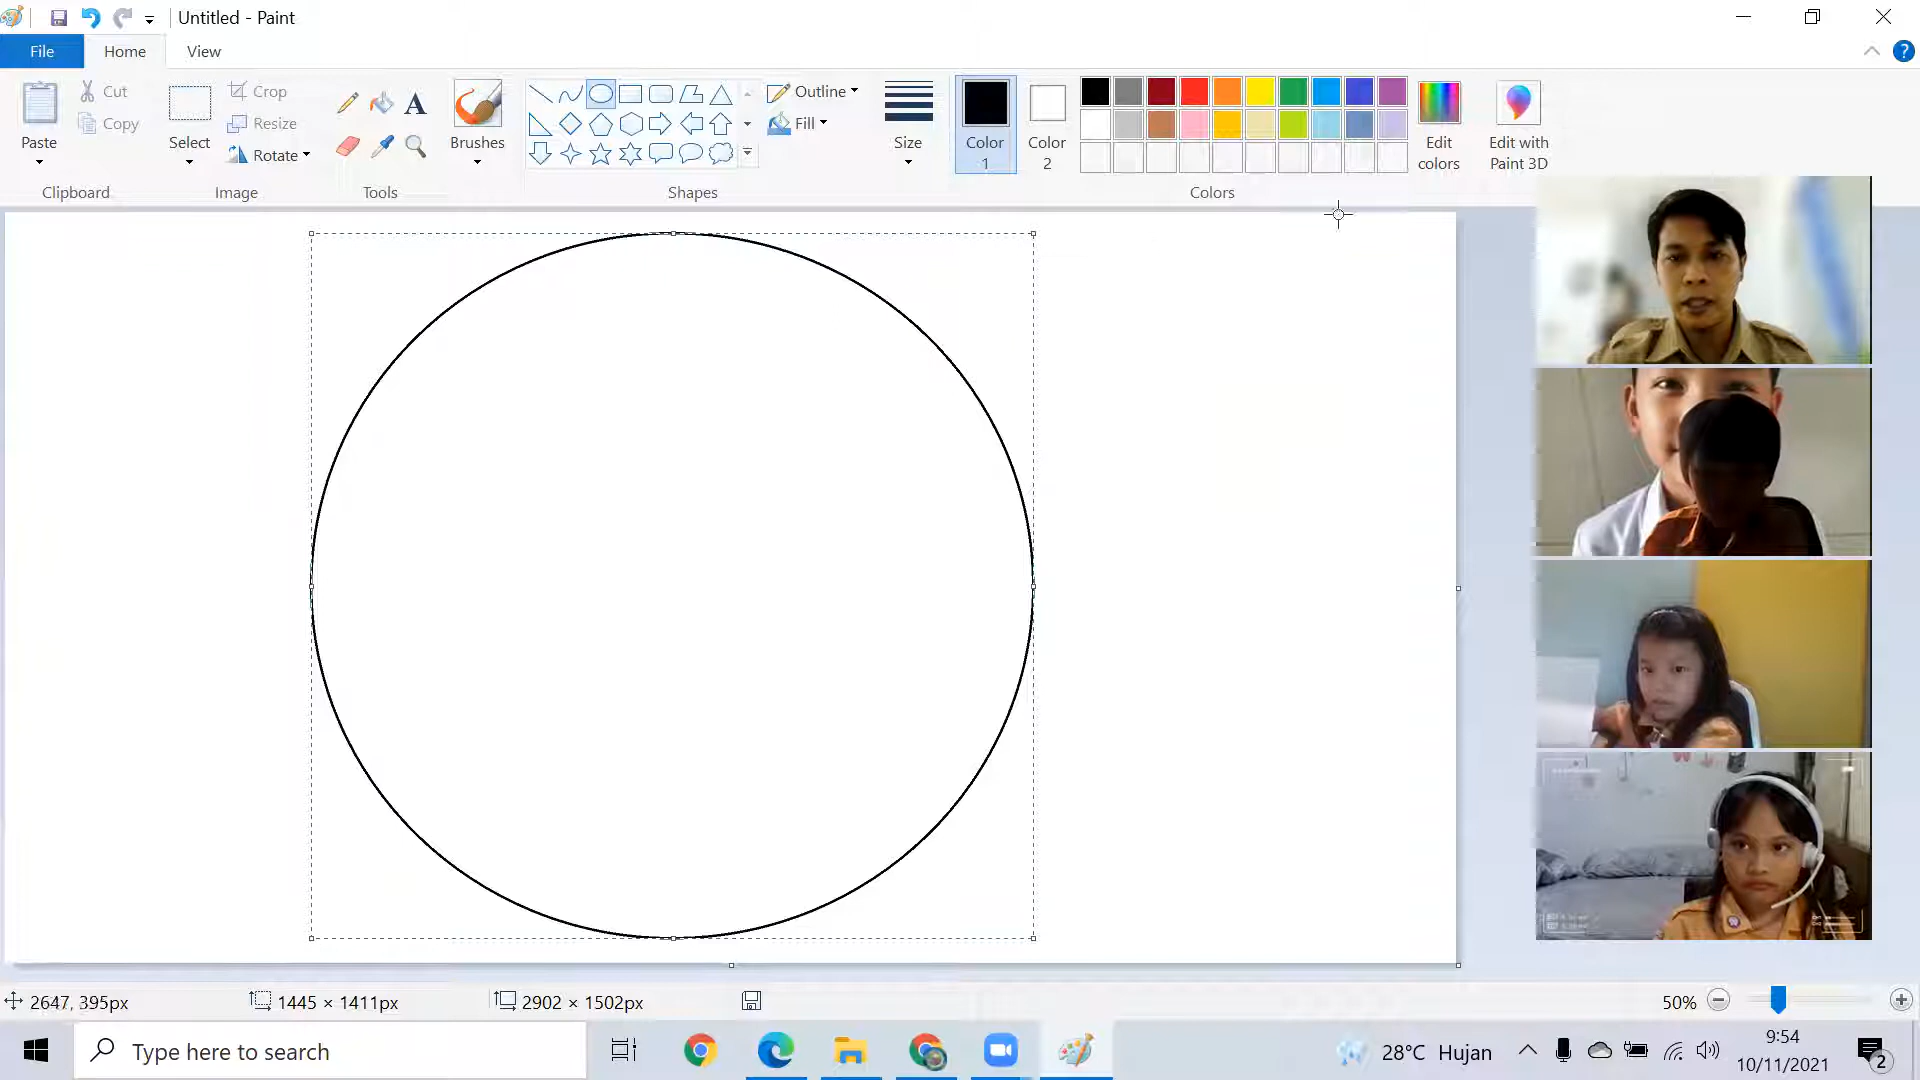 Untitled - Paint
File Home View
Paste
Cut
Copy
Clipboard
Select
Crop
Resize
Rotate
Image
A
Tools
Brushes
Shapes
Outline
Fill
Size
Color 1
Color 2
Colors
Edit colors
Edit with Paint 3D
2647, 395px
1445 × 1411px
2902 × 1502px
50%
Type here to search
28°C Hujan
9:54
10/11/2021
2